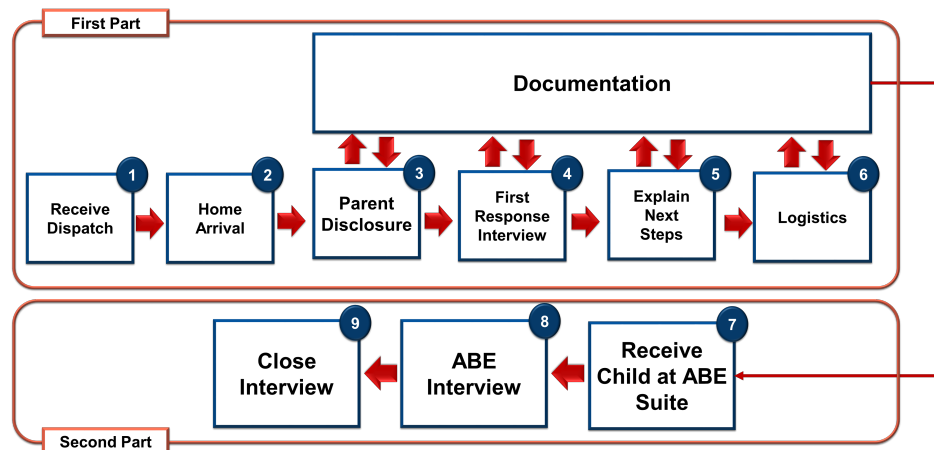 First Part
Documentation
1
Receive
Dispatch
2
Home
Arrival
3
Parent
Disclosure
4
First
Response
Interview
5
Explain
Next
Steps
6
Logistics
9
Close
Interview
8
ABE
Interview
7
Receive
Child at ABE
Suite
Second Part